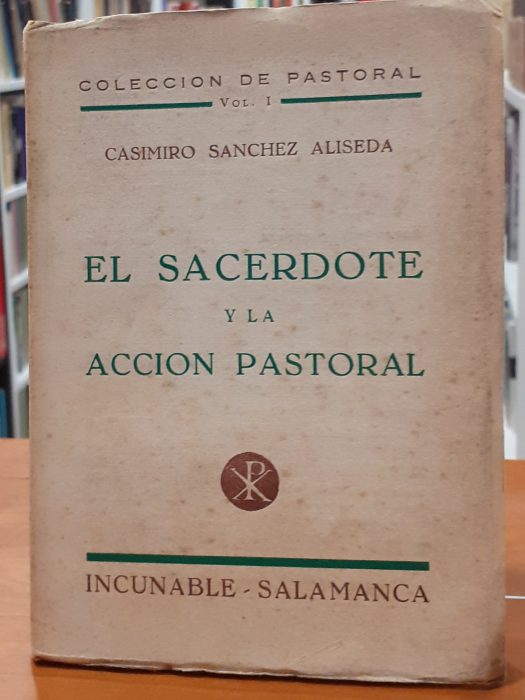 COLECCION DE PASTORAL
VOL. I
CASIMIRO SANCHEZ ALISEDA
EL SACERDOTE
Y LA
ACCION PASTORAL
INCUNABLE - SALAMANCA